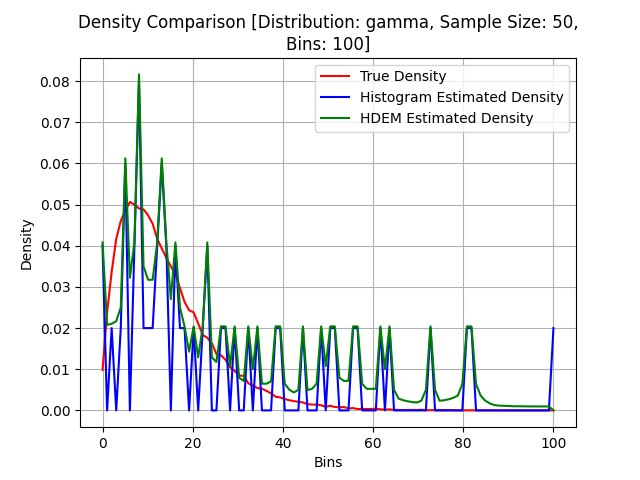 Density Comparison [Distribution: gamma, Sample Size: 50,
Bins: 100]
True Density
Histogram Estimated Density
HDEM Estimated Density
Density
0.08
0.07
0.06
0.05
0.04
0.03
0.02
0.01
0.00
0 20 40 60 80 100
Bins